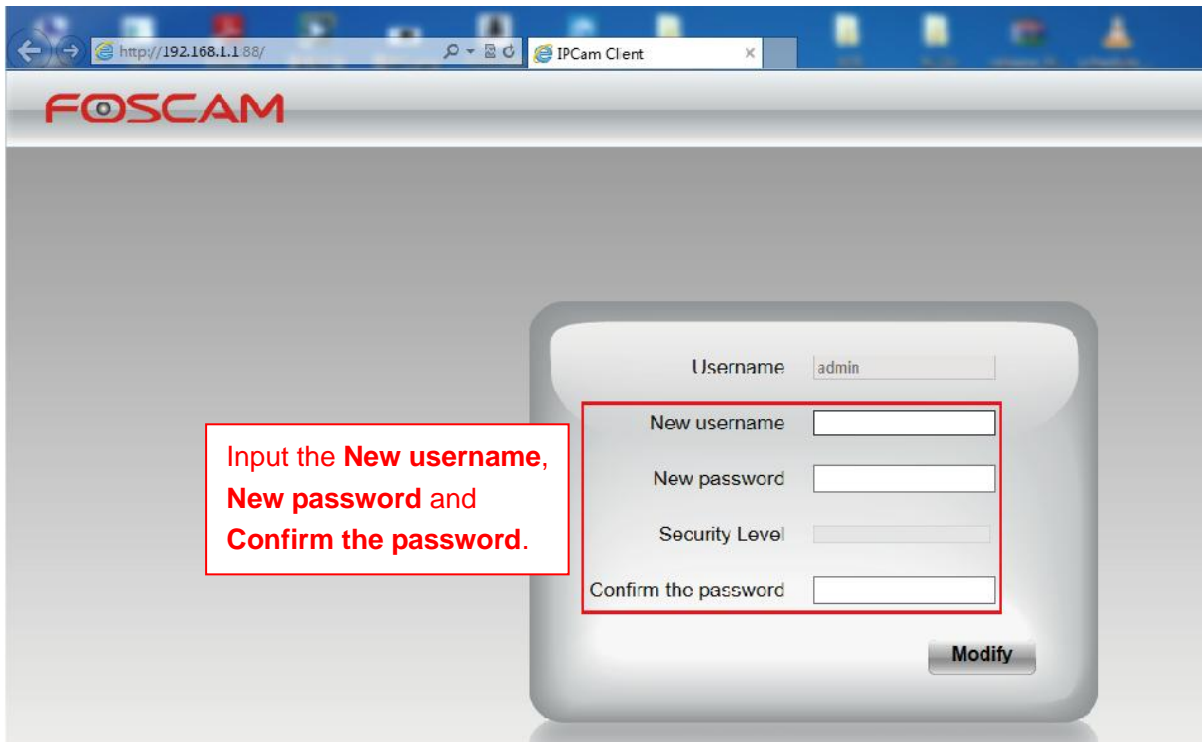 http://192.168.1.1:88/
IPCam Client
FOSCAM
Username admin
New username
Input the New username,
New password and
Confirm the password.
New password
Security Level
Confirm the password
Modify